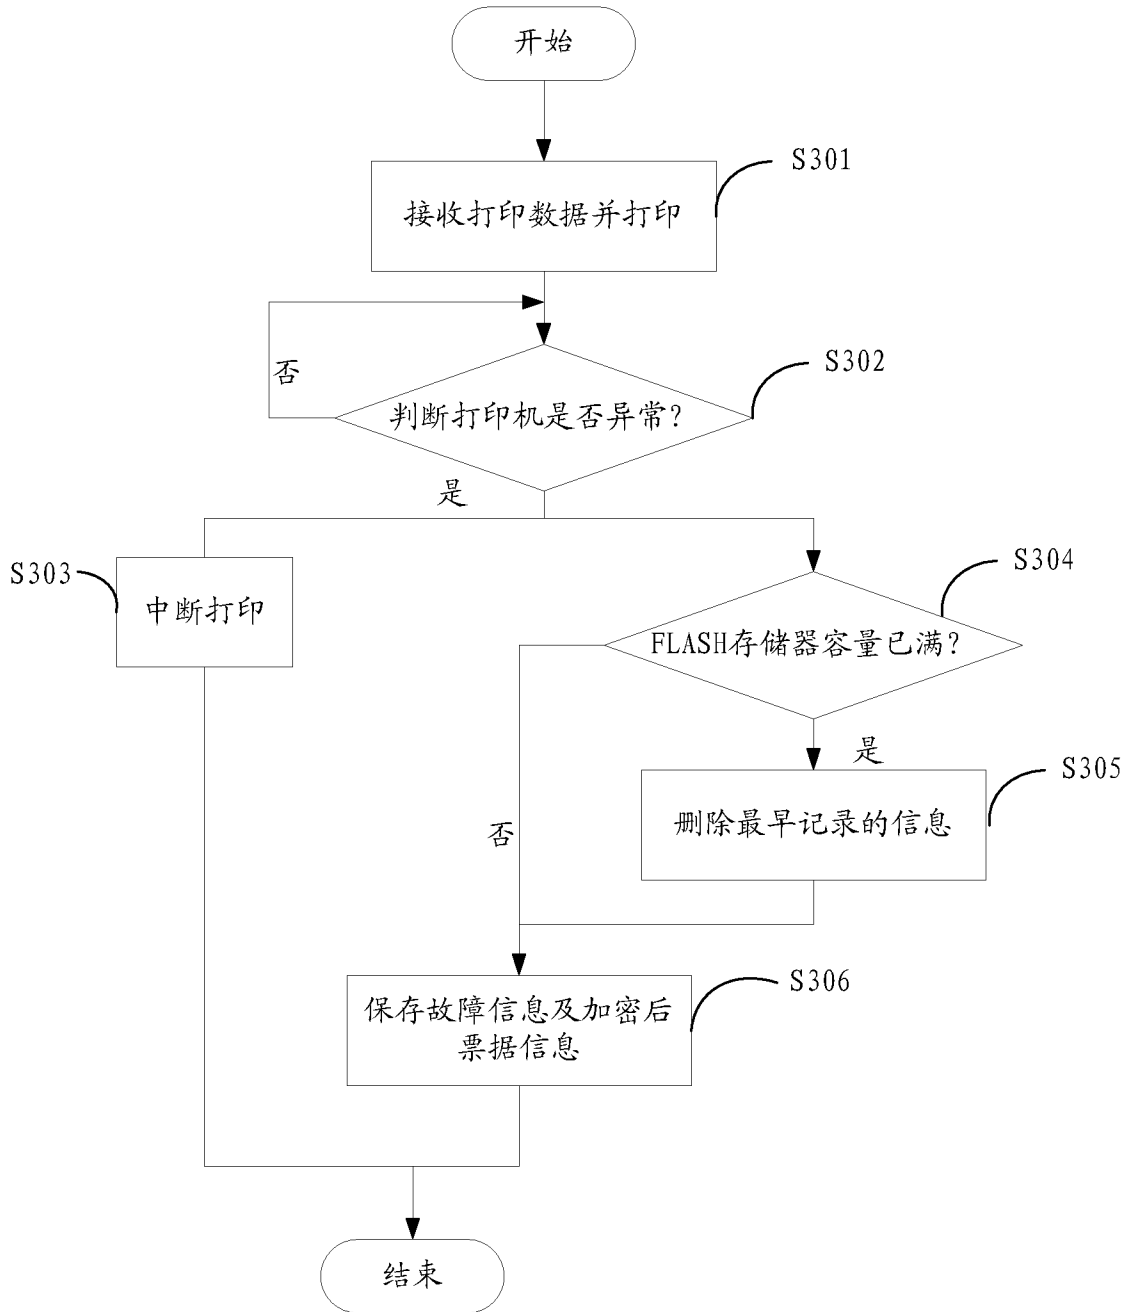 开始
S301
接收打印数据并打印
S302
否
判断打印机是否异常？
是
S303
中断打印
S304
FLASH存储器容量已满？
是
S305
删除最早记录的信息
否
S306
保存故障信息及加密后
票据信息
结束